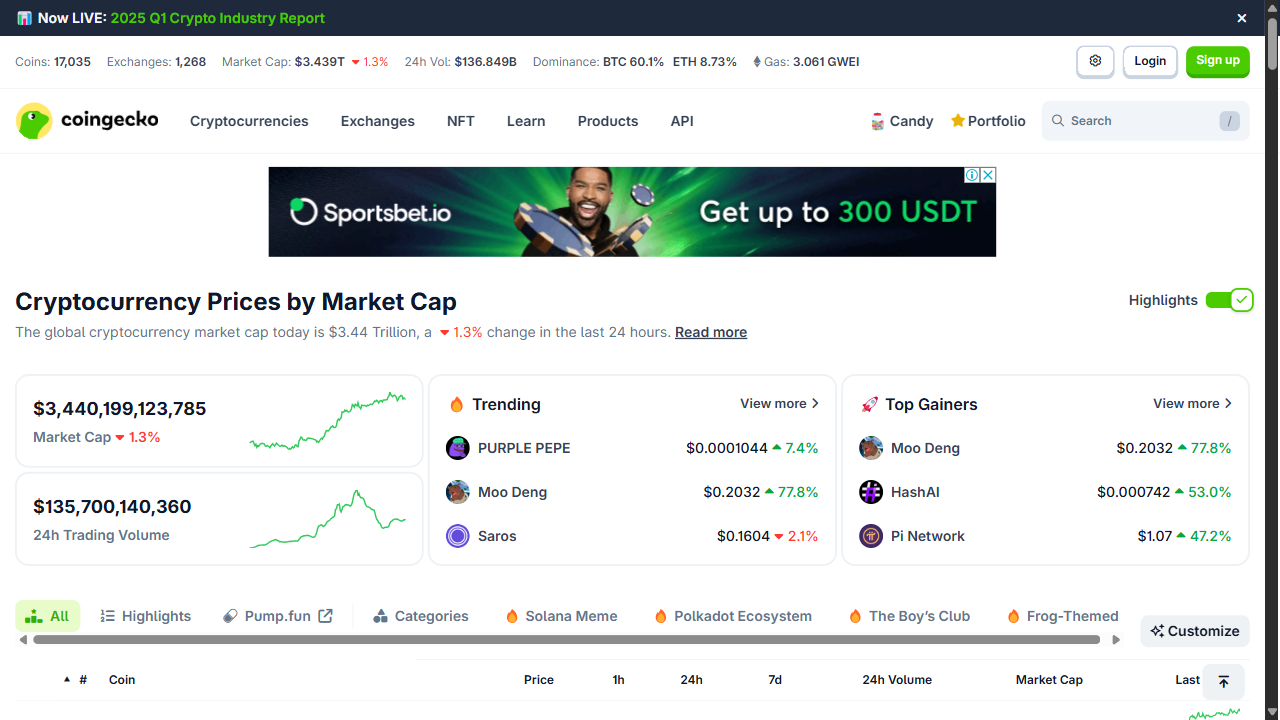 Now LIVE: 2025 Q1 Crypto Industry Report
Coins: 17,035 Exchanges: 1,268 Market Cap: $3.439T 1.3% 24h Vol: $136.849B Dominance: BTC 60.1% ETH 8.73% Gas: 3.061 GWEI Login Sign up
coingecko Cryptocurrencies Exchanges NFT Learn Products API Candy Portfolio Search /
Sportsbet.io Get up to 300 USDT
Cryptocurrency Prices by Market Cap Highlights
The global cryptocurrency market cap today is $3.44 Trillion, a 1.3% change in the last 24 hours. Read more
$3,440,199,123,785
Market Cap 1.3%
$135,700,140,360
24h Trading Volume
Trending View more
PURPLE PEPE $0.0001044 7.4%
Moo Deng $0.2032 77.8%
Saros $0.1604 2.1%
Top Gainers View more
Moo Deng $0.2032 77.8%
HashAI $0.000742 53.0%
Pi Network $1.07 47.2%
All Highlights Pump.fun Categories Solana Meme Polkadot Ecosystem The Boy’s Club Frog-Themed Customize
# Coin Price 1h 24h 7d 24h Volume Market Cap Last